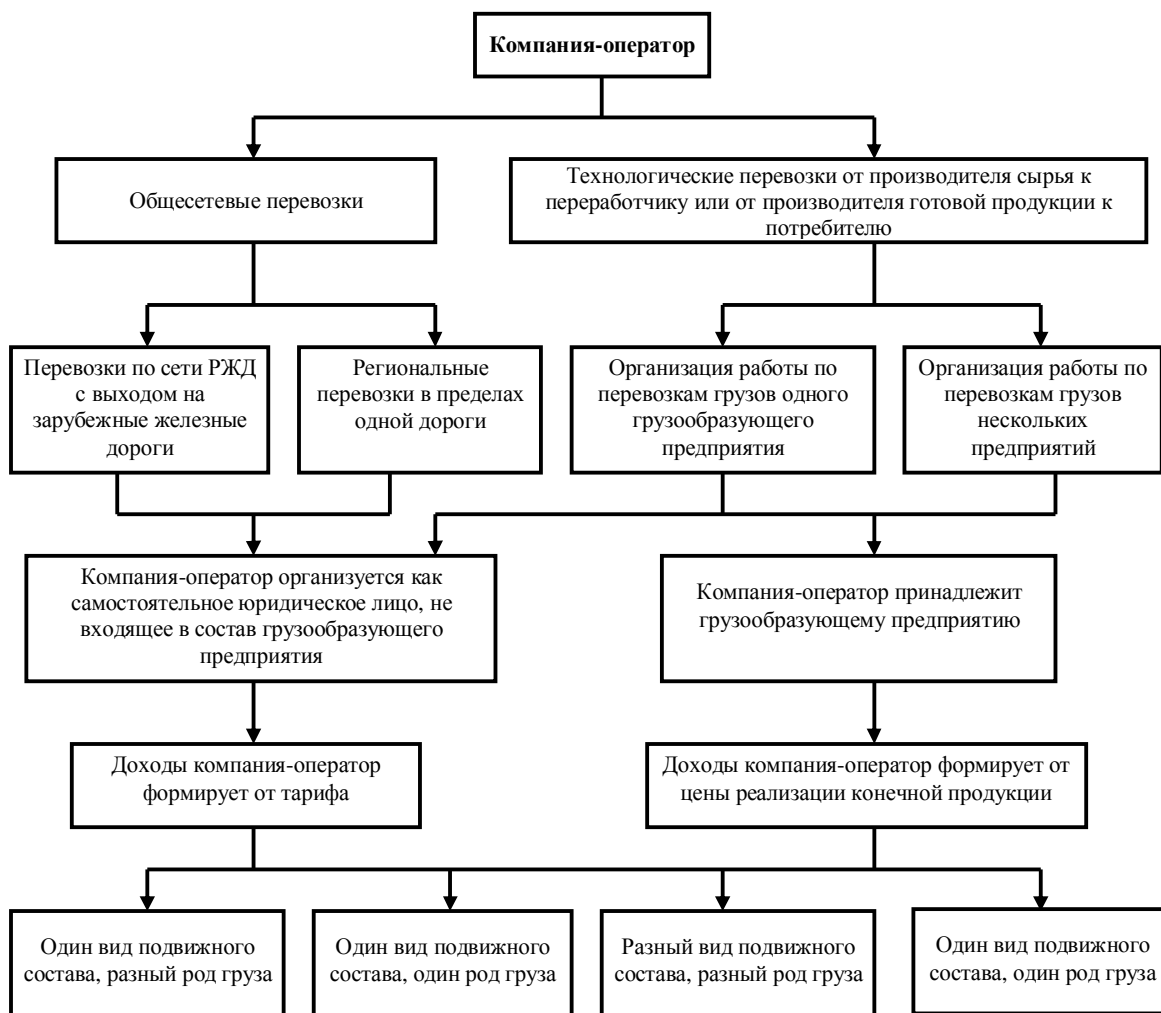 Компания-оператор
Общесетевые перевозки
Технологические перевозки от производителя сырья к
переработчику или от производителя готовой продукции к
потребителю
Перевозки по сети РЖД
с выходом на
зарубежные железные
дороги
Региональные
перевозки в пределах
одной дороги
Организация работы по
перевозкам грузов одного
грузообразующего
предприятия
Организация работы по
перевозкам грузов
нескольких
предприятий
Компания-оператор организуется как
самостоятельное юридическое лицо, не
входящее в состав грузообразующего
предприятия
Компания-оператор принадлежит
грузообразующему предприятию
Доходы компания-оператор
формирует от тарифа
Доходы компания-оператор формирует от
цены реализации конечной продукции
Один вид подвижного
состава, разный род груза
Один вид подвижного
состава, один род груза
Разный вид подвижного
состава, разный род груза
Один вид подвижного
состава, один род груза